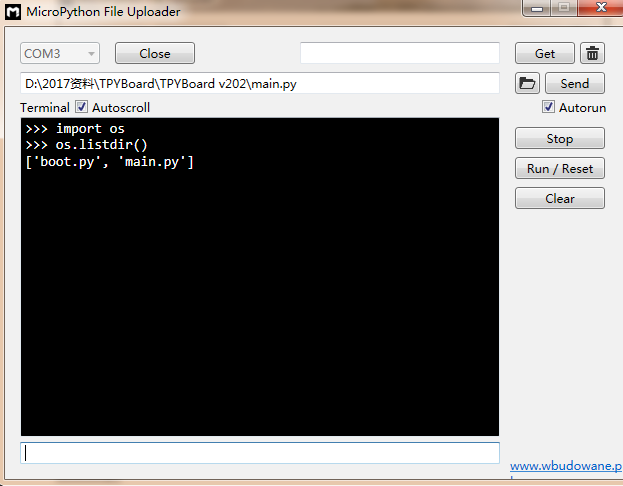 MicroPython File Uploader
COM3 Close Get
D:\2017资料\TPYBoard\TPYBoard v202\main.py Send
Terminal Autoscroll Autorun
>>> import os
>>> os.listdir()
['boot.py', 'main.py']
Stop
Run / Reset
Clear
www.wbudowane.p